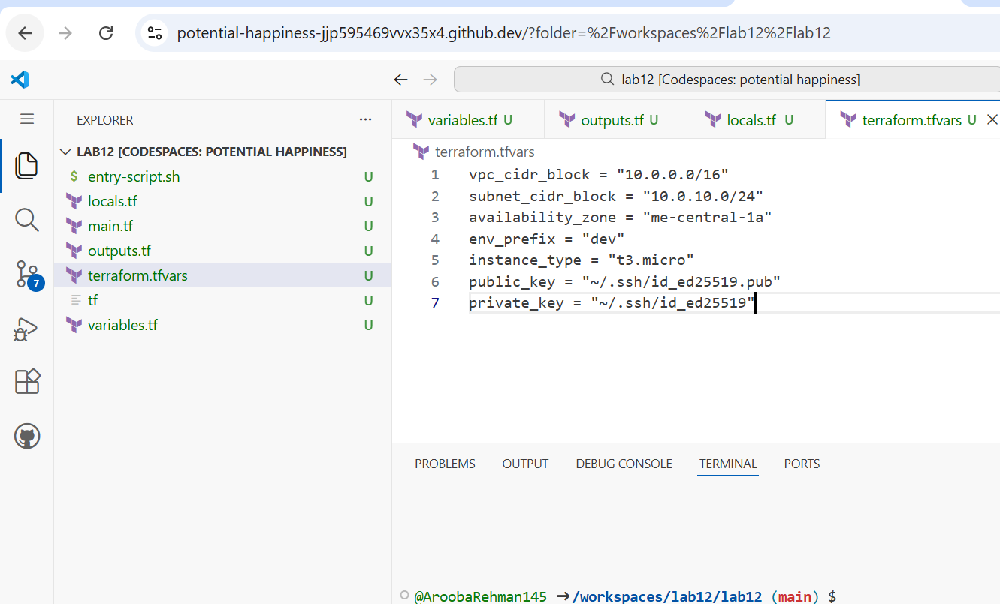 potential-happiness-jjp595469vvx35x4.github.dev/?folder=%2Fworkspaces%2Flab12%2Flab12
lab12 [Codespaces: potential happiness]
EXPLORER ...
LAB12 [CODESPACES: POTENTIAL HAPPINESS]
$ entry-script.sh U
locals.tf U
main.tf U
outputs.tf U
terraform.tfvars U
tf U
variables.tf U
7
variables.tf U outputs.tf U locals.tf U terraform.tfvars U
terraform.tfvars
1 vpc_cidr_block = "10.0.0.0/16"
2 subnet_cidr_block = "10.0.10.0/24"
3 availability_zone = "me-central-1a"
4 env_prefix = "dev"
5 instance_type = "t3.micro"
6 public_key = "~/.ssh/id_ed25519.pub"
7 private_key = "~/.ssh/id_ed25519"
PROBLEMS OUTPUT DEBUG CONSOLE TERMINAL PORTS
@AroobaRehman145 →/workspaces/lab12/lab12 (main) $